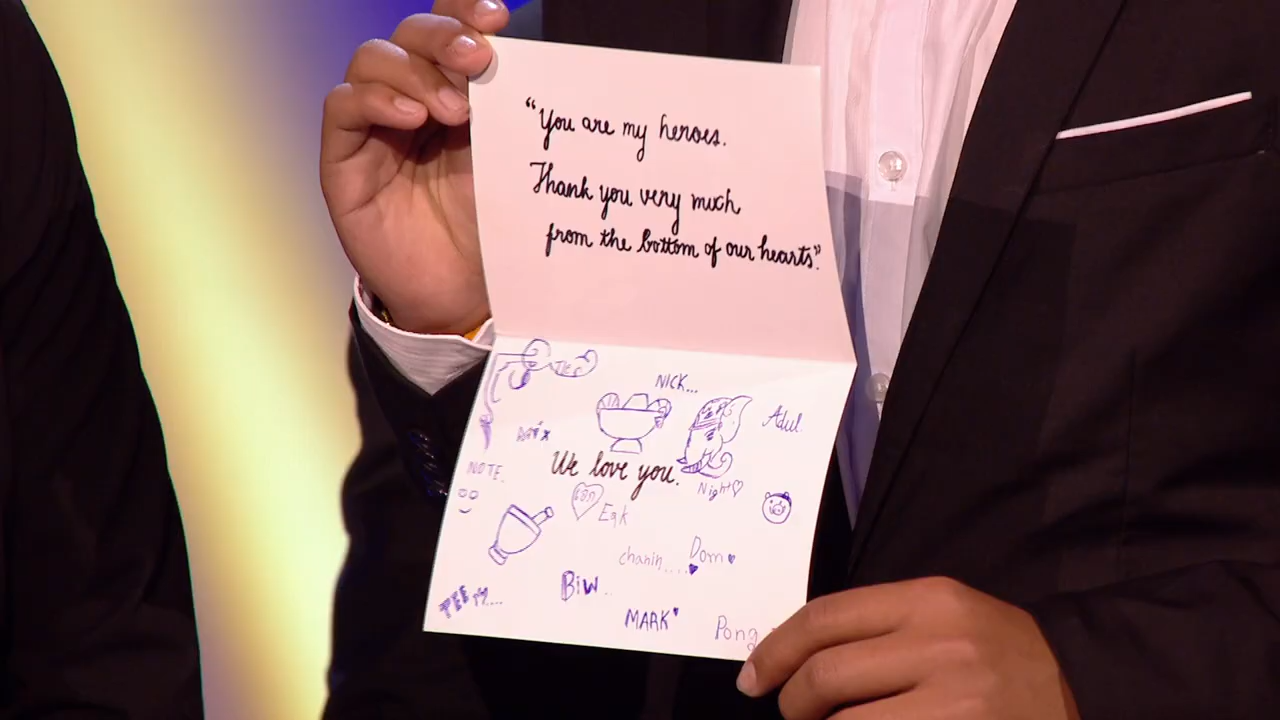 “You are my heroes.
Thank you very much
from the bottom of our hearts”.
NICK...
Adul.
We love you.
NOTE.
Night♡
Eak
chanin....
Dom
Biw..
TEE
MARK
Pong